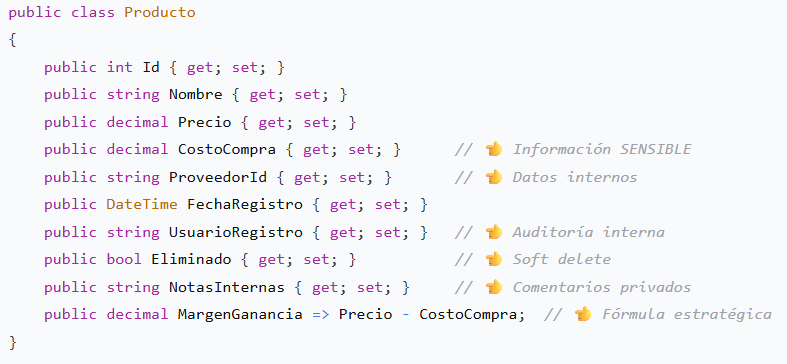 public class Producto
{
    public int Id { get; set; }
    public string Nombre { get; set; }
    public decimal Precio { get; set; }
    public decimal CostoCompra { get; set; }      // 👈 Información SENSIBLE
    public string ProveedorId { get; set; }       // 👈 Datos internos
    public DateTime FechaRegistro { get; set; }
    public string UsuarioRegistro { get; set; }   // 👈 Auditoría interna
    public bool Eliminado { get; set; }           // 👈 Soft delete
    public string NotasInternas { get; set; }     // 👈 Comentarios privados
    public decimal MargenGanancia => Precio - CostoCompra;  // 👈 Fórmula estratégica
}